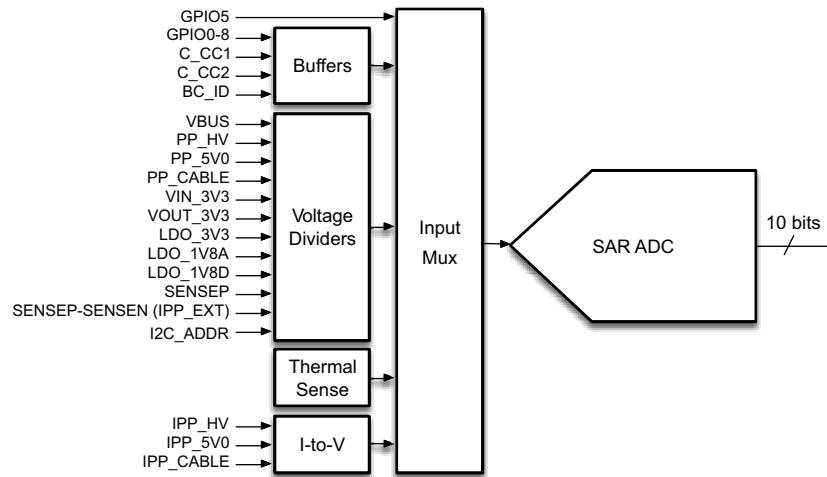 GPIO5
GPIO0-8
C_CC1
C_CC2
BC_ID
Buffers
VBUS
PP_HV
PP_5V0
PP_CABLE
VIN_3V3
VOUT_3V3
LDO_3V3
LDO_1V8A
LDO_1V8D
SENSEP
SENSEP-SENSEN (IPP_EXT)
I2C_ADDR
Voltage
Dividers
Thermal
Sense
IPP_HV
IPP_5V0
IPP_CABLE
I-to-V
Input
Mux
SAR ADC
10 bits